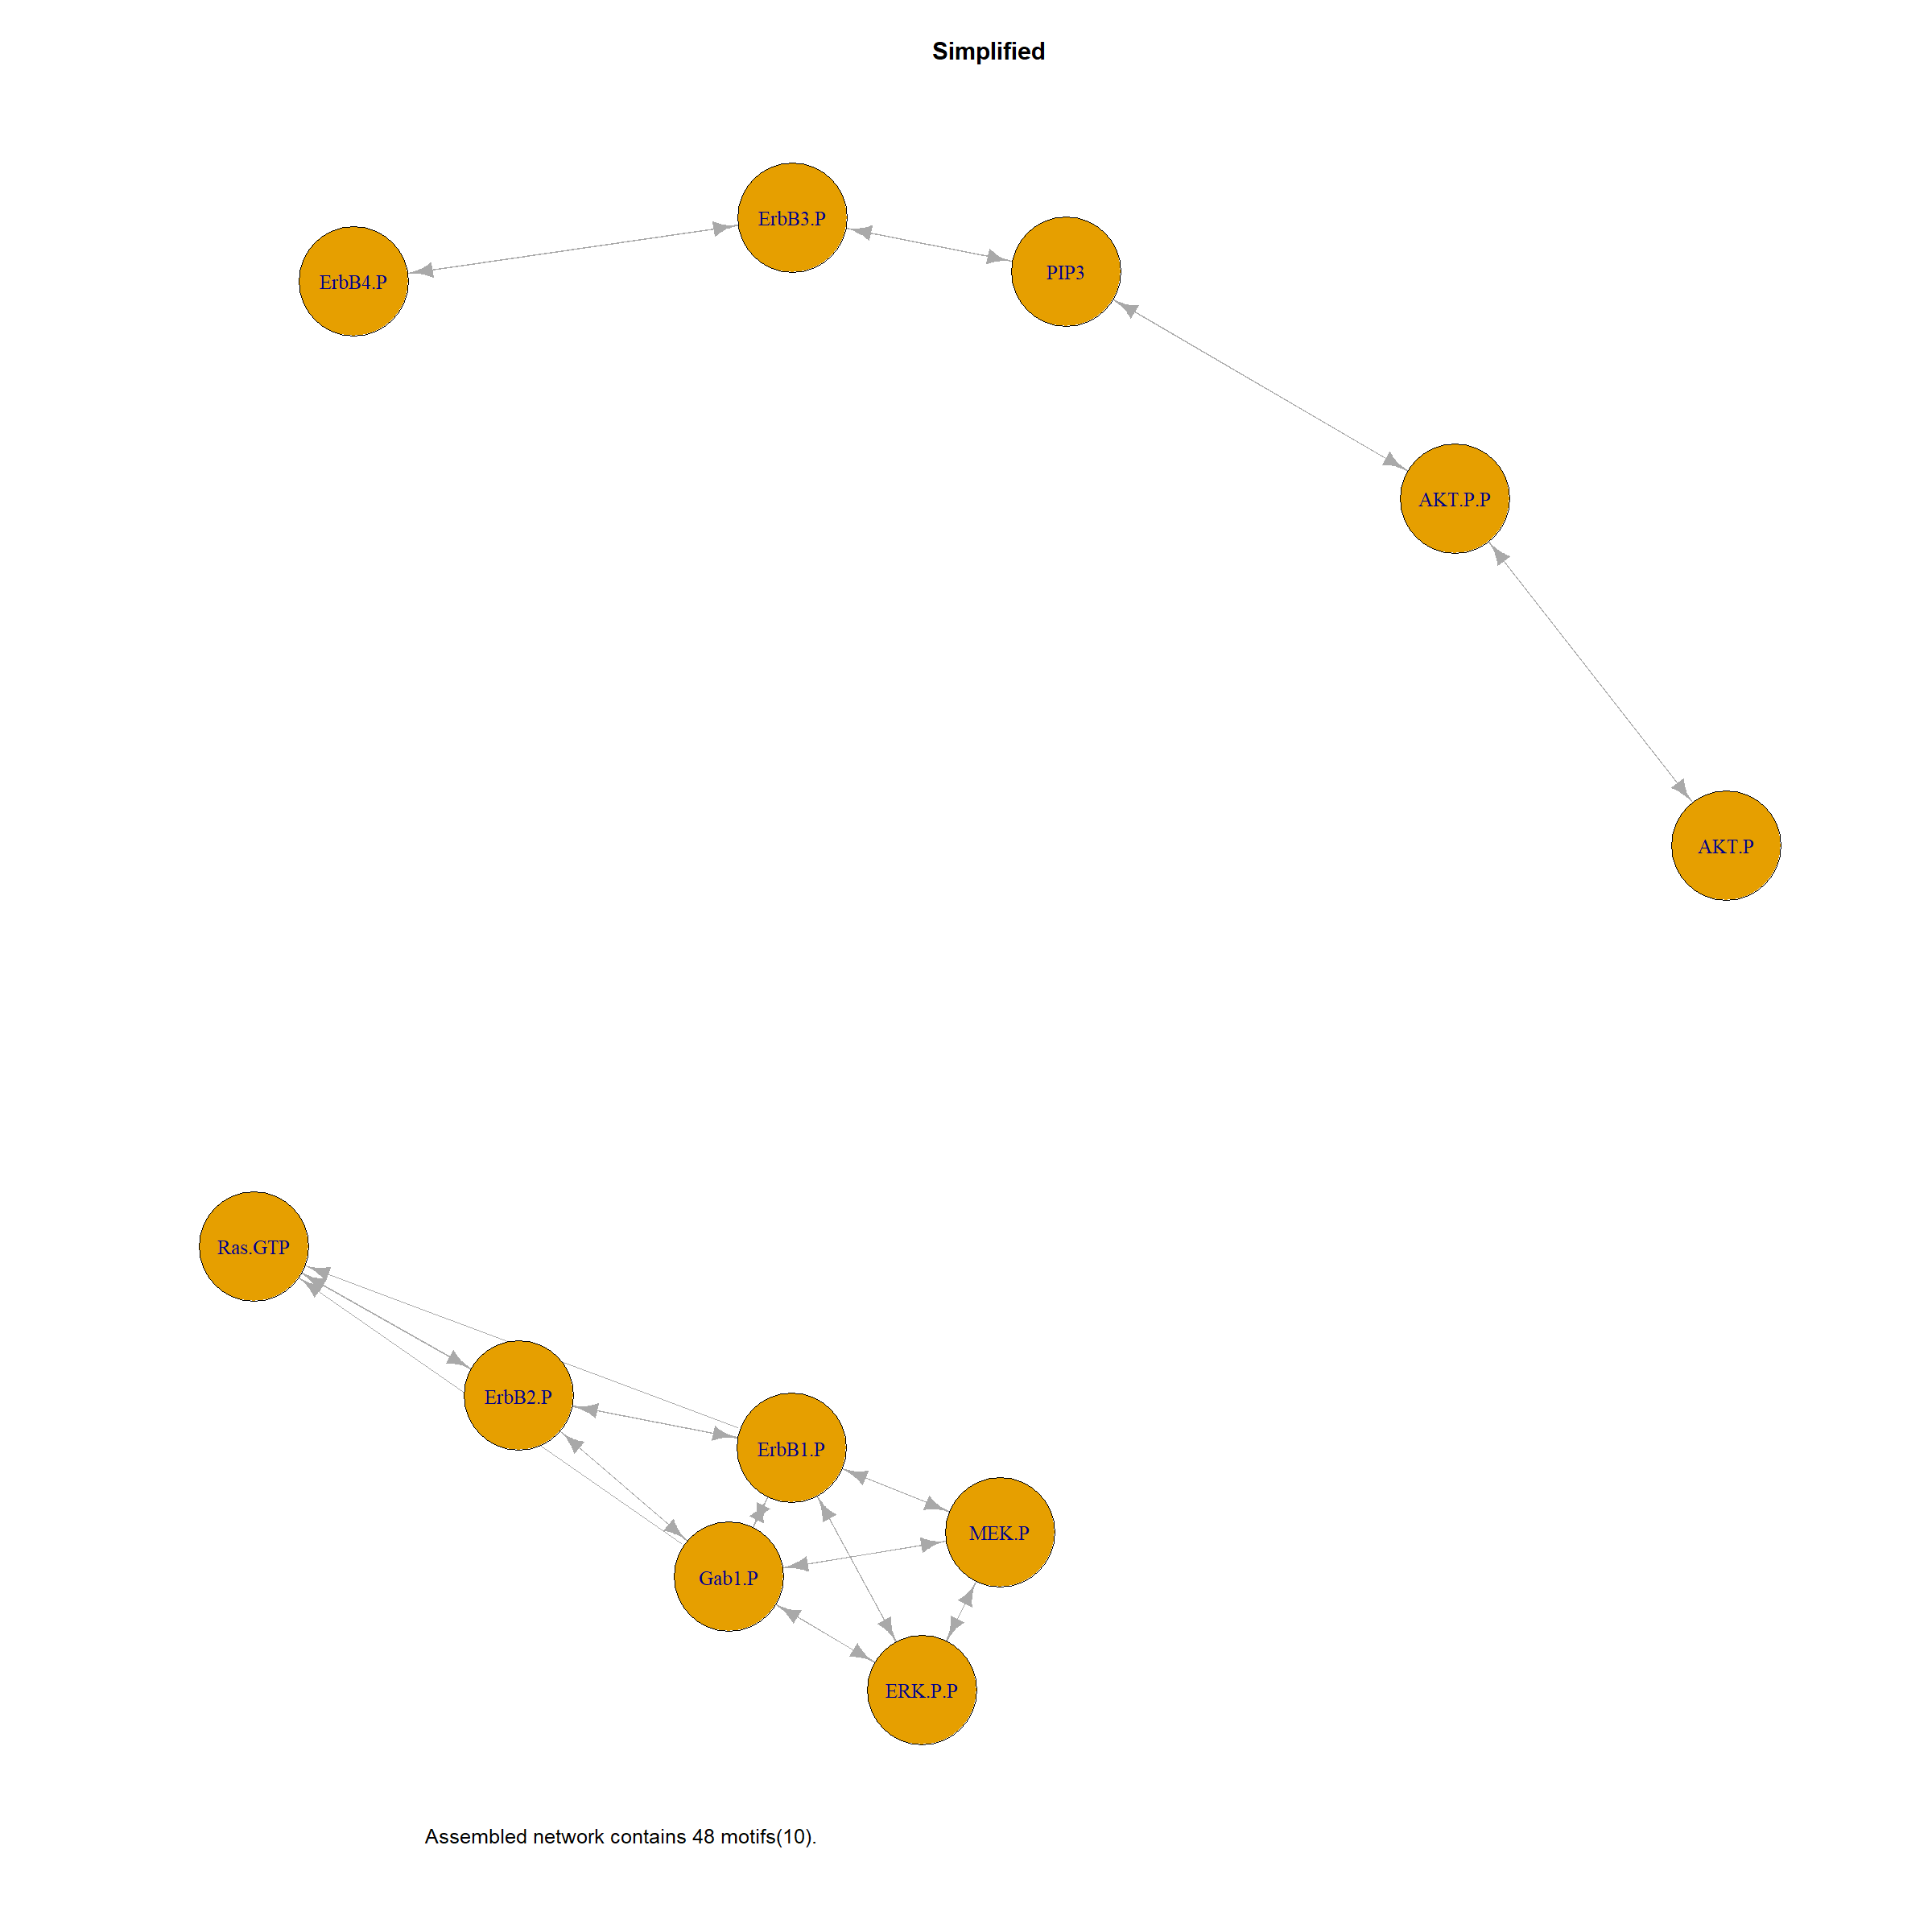 Simplified
ErbB3.P
PIP3
ErbB4.P
AKT.P.P
AKT.P
Ras.GTP
ErbB2.P
ErbB1.P
MEK.P
Gab1.P
ERK.P.P
Assembled network contains 48 motifs(10).